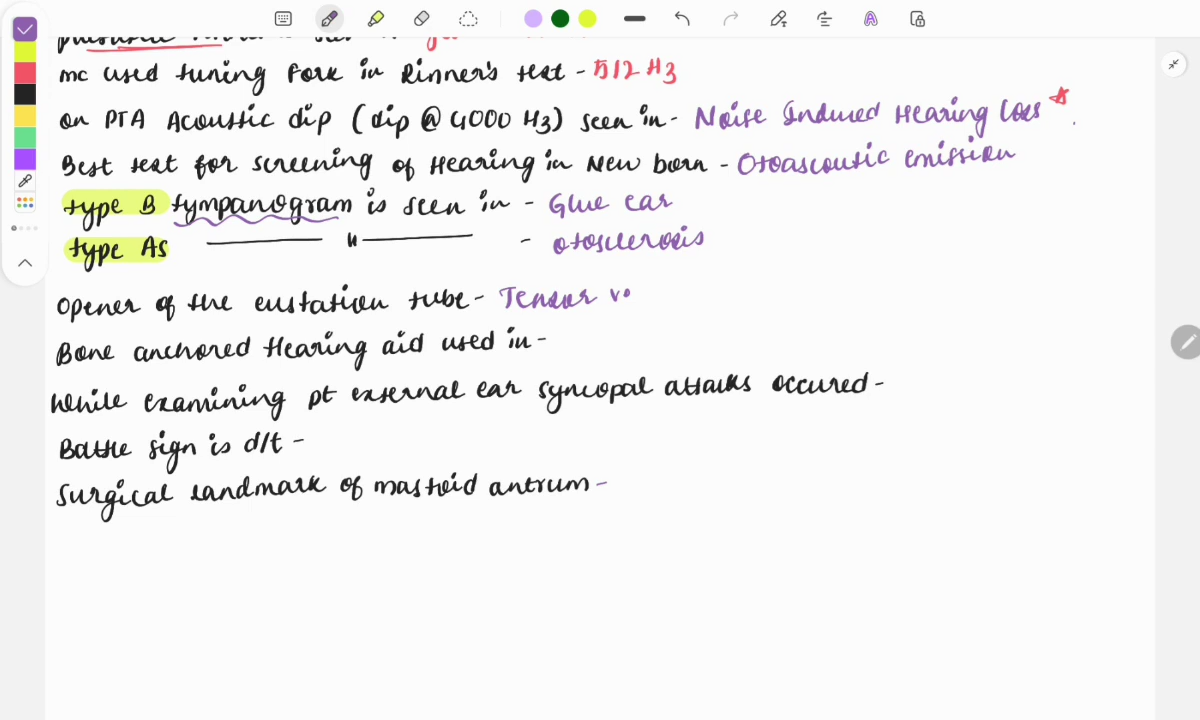 mc used tuning fork in Rinner's test - 512 Hz
on PTA Acoustic dip (dip @ 4000 Hz) seen in - Noise Induced Hearing Loss
Best test for screening of Hearing in New born - Otoascoutic emission
type B tympanogram is seen in - Glue ear
type As —— " —— - otosclerosis
Opener of the eustation tube - Tensor v
Bone anchored Hearing aid used in -
While examining pt external ear syncopal attacks occured -
Battle sign is d/t -
Surgical landmark of mastoid antrum -